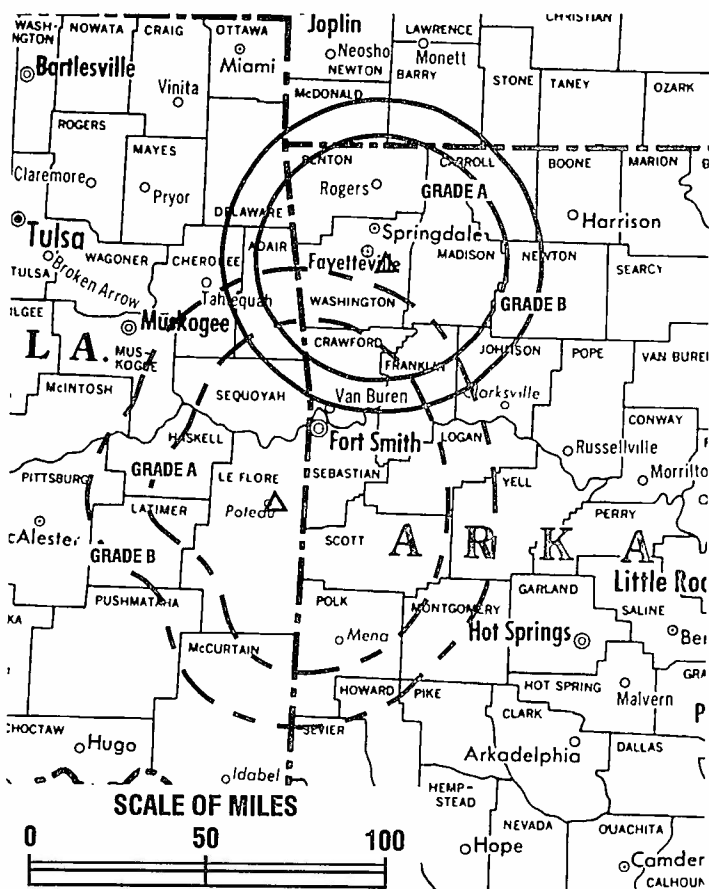 WASH-
INGTON
NOWATA
CRAIG
OTTAWA
Miami
Joplin
Neosho
NEWTON
LAWRENCE
Monett
BARRY
CHRISTIAN
STONE
TANEY
OZARK
Bartlesville
Vinita
McDONALD
ROGERS
MAYES
Claremore
Pryor
DELAWARE
BENTON
Rogers
CARROLL
GRADE A
BOONE
MARION
Harrison
Tulsa
TULSA
Broken Arrow
WAGONER
CHEROKEE
Tahlequah
ADAIR
Springdale
Fayetteville
WASHINGTON
MADISON
NEWTON
SEARCY
GRADE B
Muskogee
MUS-
KOGEE
L A.
McINTOSH
SEQUOYAH
CRAWFORD
Van Buren
FRANKLIN
JOHNSON
Clarksville
POPE
VAN BUREN
CONWAY
Fort Smith
HASKELL
GRADE A
LE FLORE
Poteau
SEBASTIAN
LOGAN
Russellville
Morrilton
PITTSBURG
LATIMER
YELL
PERRY
cAlester
GRADE B
SCOTT
A R K A
Little Roc
PUSHMATAHA
POLK
Mena
MONTGOMERY
GARLAND
Hot Springs
SALINE
McCURTAIN
HOWARD
PIKE
HOT SPRING
Malvern
CHOCTAW
Hugo
SEVIER
CLARK
Arkadelphia
DALLAS
Idabel
HEMP-
STEAD
NEVADA
Hope
OUACHITA
Camden
CALHOUN
SCALE OF MILES
0 50 100